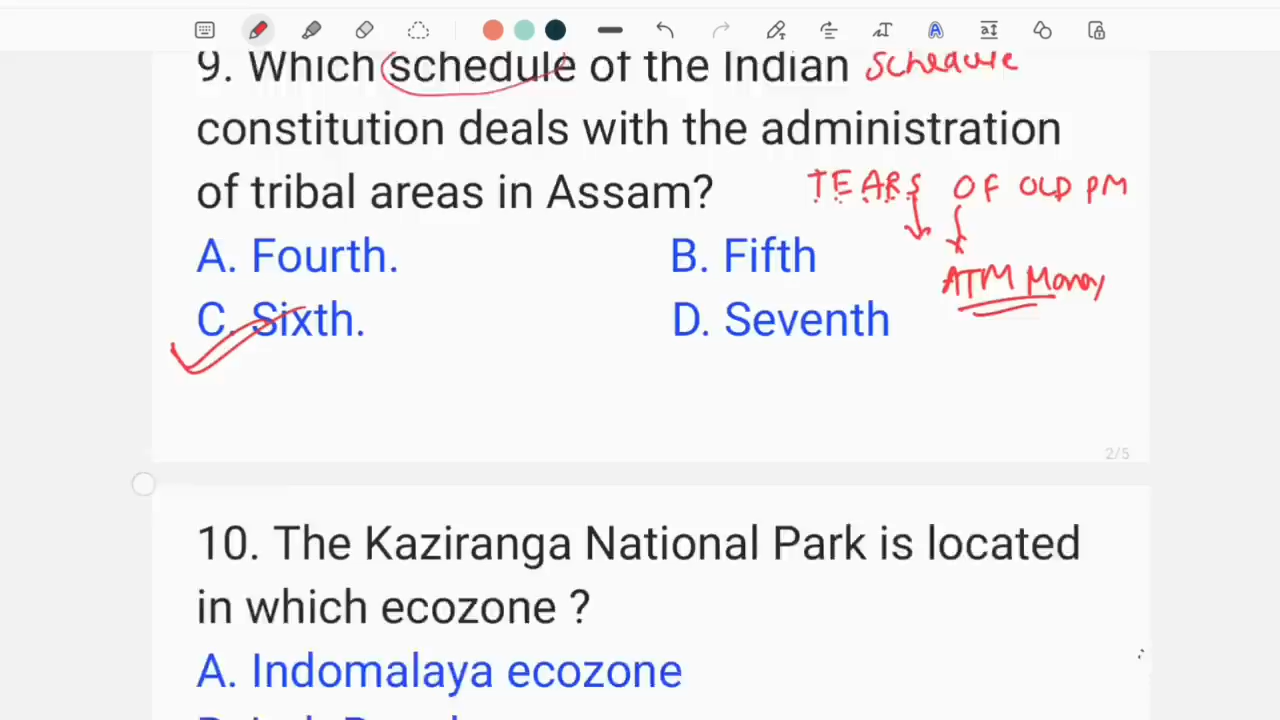 9. Which schedule of the Indian schedule
constitution deals with the administration
of tribal areas in Assam? TEARS OF OLD PM
A. Fourth. B. Fifth
ATM Money
C. Sixth. D. Seventh
2/5
10. The Kaziranga National Park is located
in which ecozone ?
A. Indomalaya ecozone